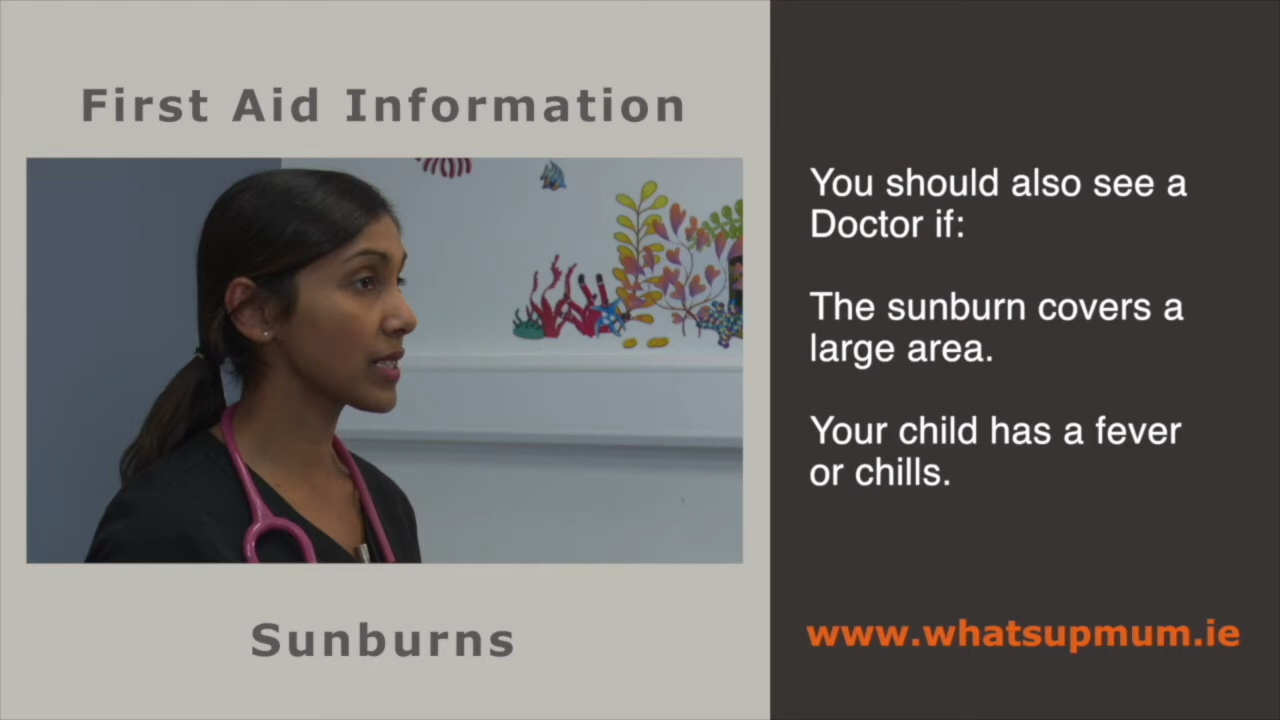 First Aid Information
You should also see a
Doctor if:
The sunburn covers a
large area.
Your child has a fever
or chills.
Sunburns
www.whatsupmum.ie